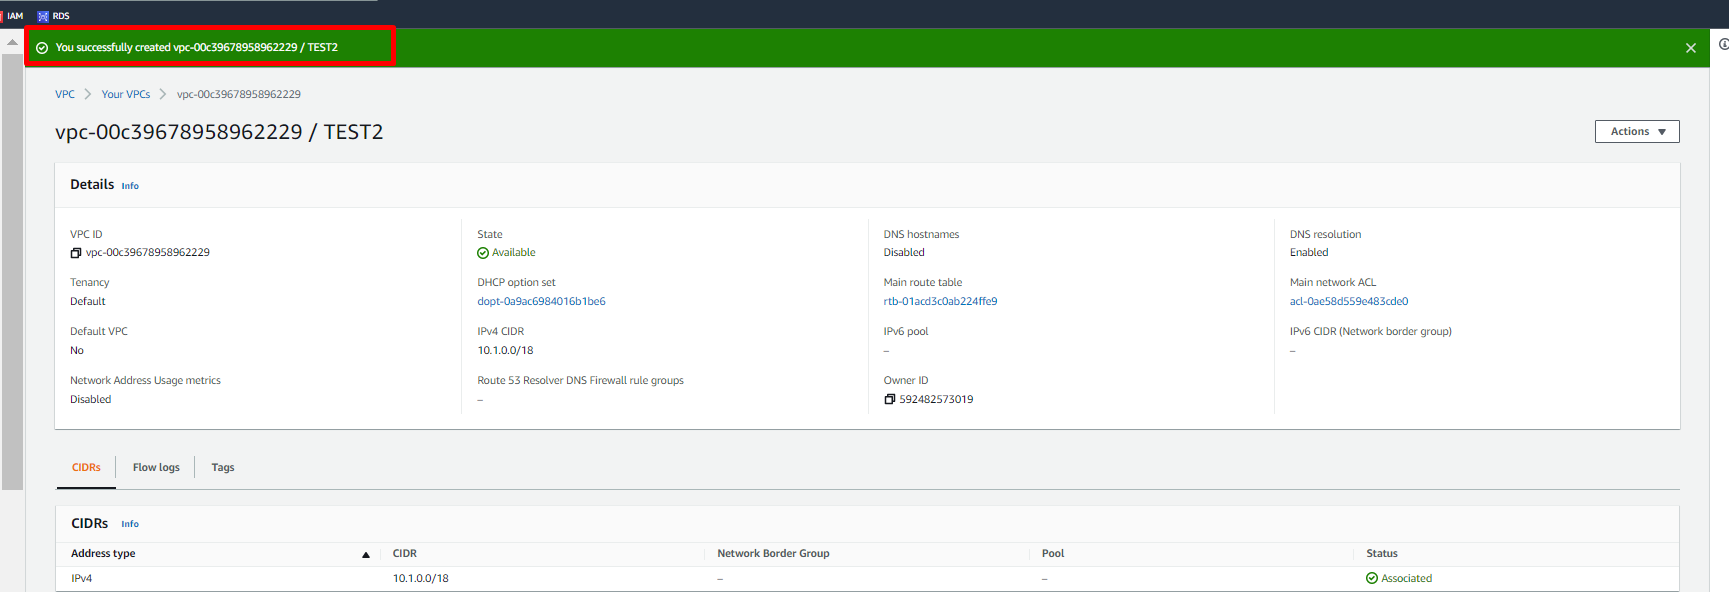 IAM RDS
You successfully created vpc-00c39678958962229 / TEST2
VPC > Your VPCs > vpc-00c39678958962229
vpc-00c39678958962229 / TEST2
Actions
Details Info
VPC ID
vpc-00c39678958962229
State
Available
DNS hostnames
Disabled
DNS resolution
Enabled
Tenancy
Default
DHCP option set
dopt-0a9ac6984016b1be6
Main route table
rtb-01acd3c0ab224ffe9
Main network ACL
acl-0ae58d559e483cde0
Default VPC
No
IPv4 CIDR
10.1.0.0/18
IPv6 pool
–
IPv6 CIDR (Network border group)
–
Network Address Usage metrics
Disabled
Route 53 Resolver DNS Firewall rule groups
–
Owner ID
592482573019
CIDRs Flow logs Tags
CIDRs Info
Address type CIDR Network Border Group Pool Status
IPv4 10.1.0.0/18 – – Associated